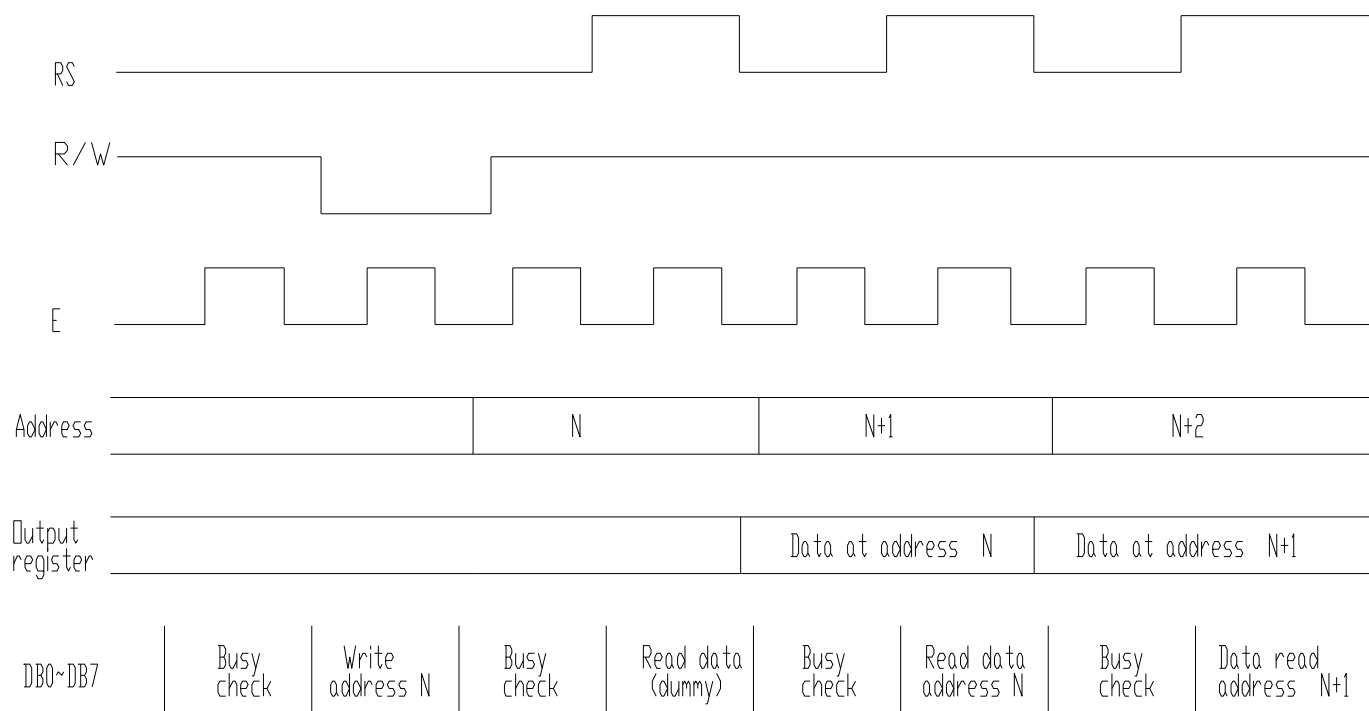 RS
R/W
E
Address
N
N+1
N+2
Output
register
Data at address N
Data at address N+1
DB0~DB7
Busy
check
Write
address N
Busy
check
Read data
(dummy)
Busy
check
Read data
address N
Busy
check
Data read
address N+1